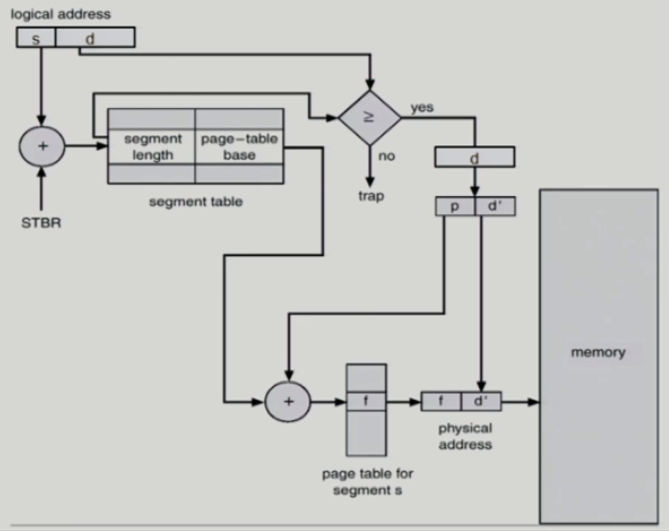 logical address
s d
≥
yes
+
segment length
page-table base
no
d
trap
segment table
p d'
STBR
memory
+
f
f d'
physical address
page table for segment s